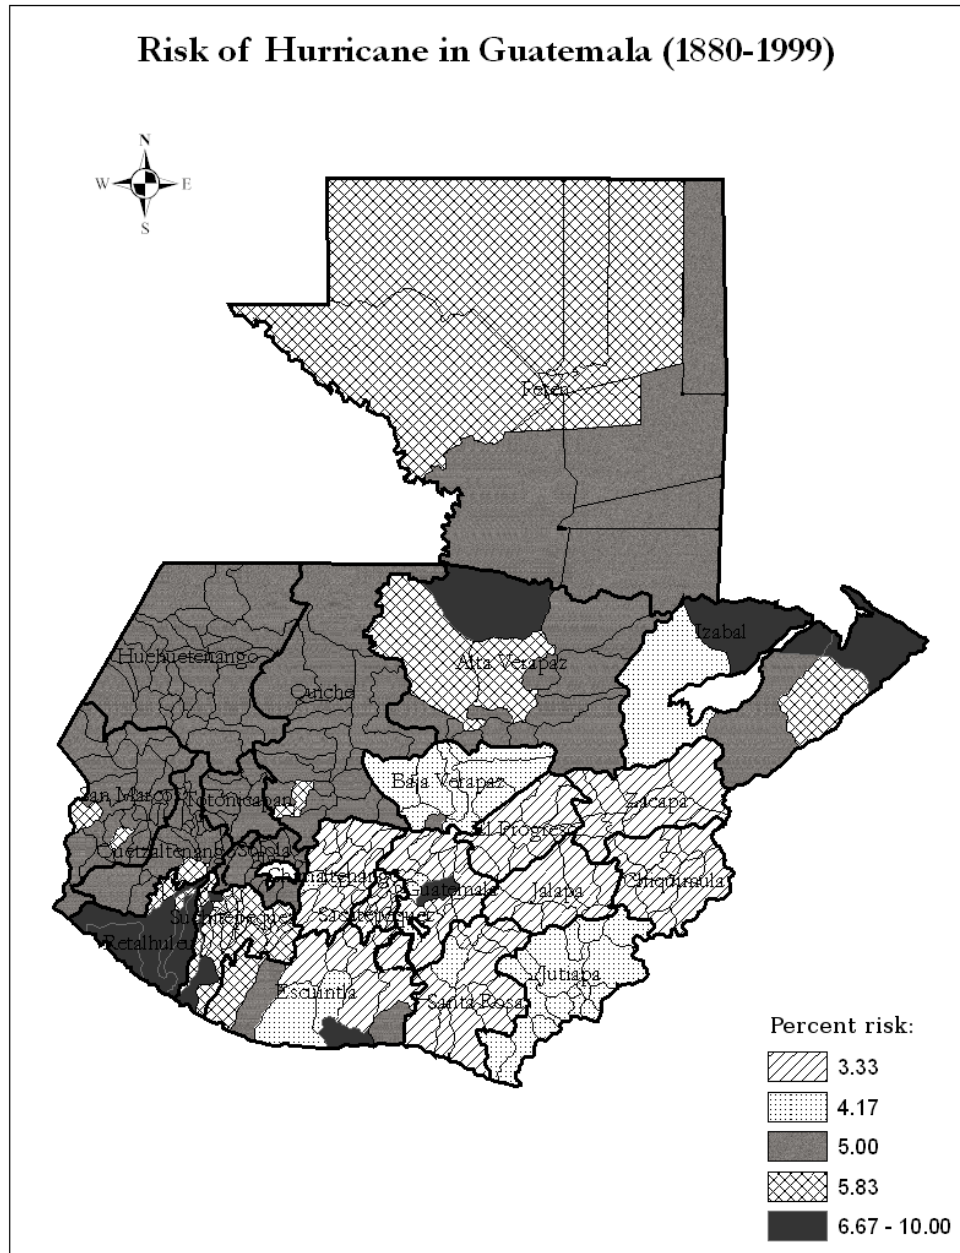 Risk of Hurricane in Guatemala (1880-1999)
N
W E
S
Peten
Izabal
Huehuetenango
Alta Verapaz
Quiche
Baja Verapaz
San Marcos
Totonicapan
Zacapa
El Progreso
Quetzaltenango
Solola
Chimaltenango
Guatemala
Jalapa
Chiquimula
Suchitepequez
Sacatepequez
Retalhuleu
Jutiapa
Escuintla
Santa Rosa
Percent risk:
3.33
4.17
5.00
5.83
6.67 - 10.00